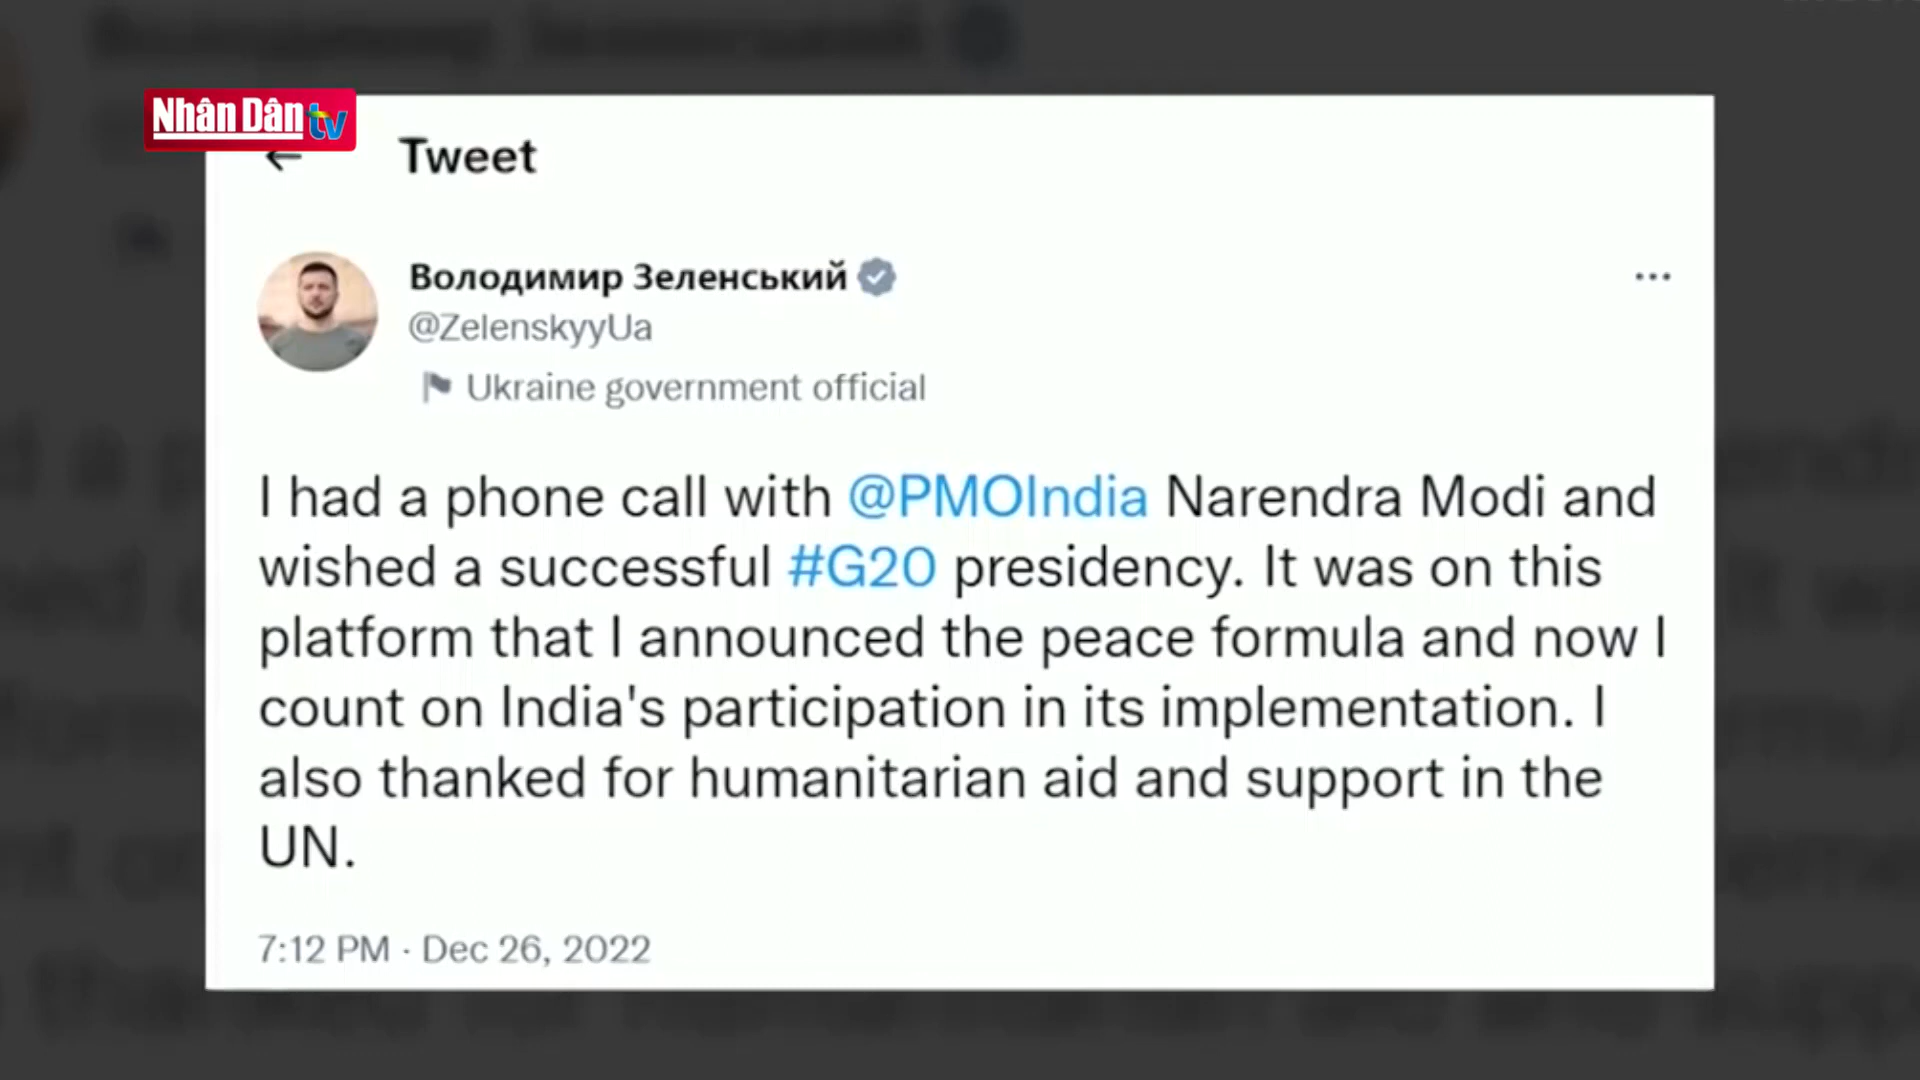 Nhân Dân tv
Tweet
Володимир Зеленський
@ZelenskyyUa
Ukraine government official
I had a phone call with @PMOIndia Narendra Modi and
wished a successful #G20 presidency. It was on this
platform that I announced the peace formula and now I
count on India's participation in its implementation. I
also thanked for humanitarian aid and support in the
UN.
7:12 PM · Dec 26, 2022